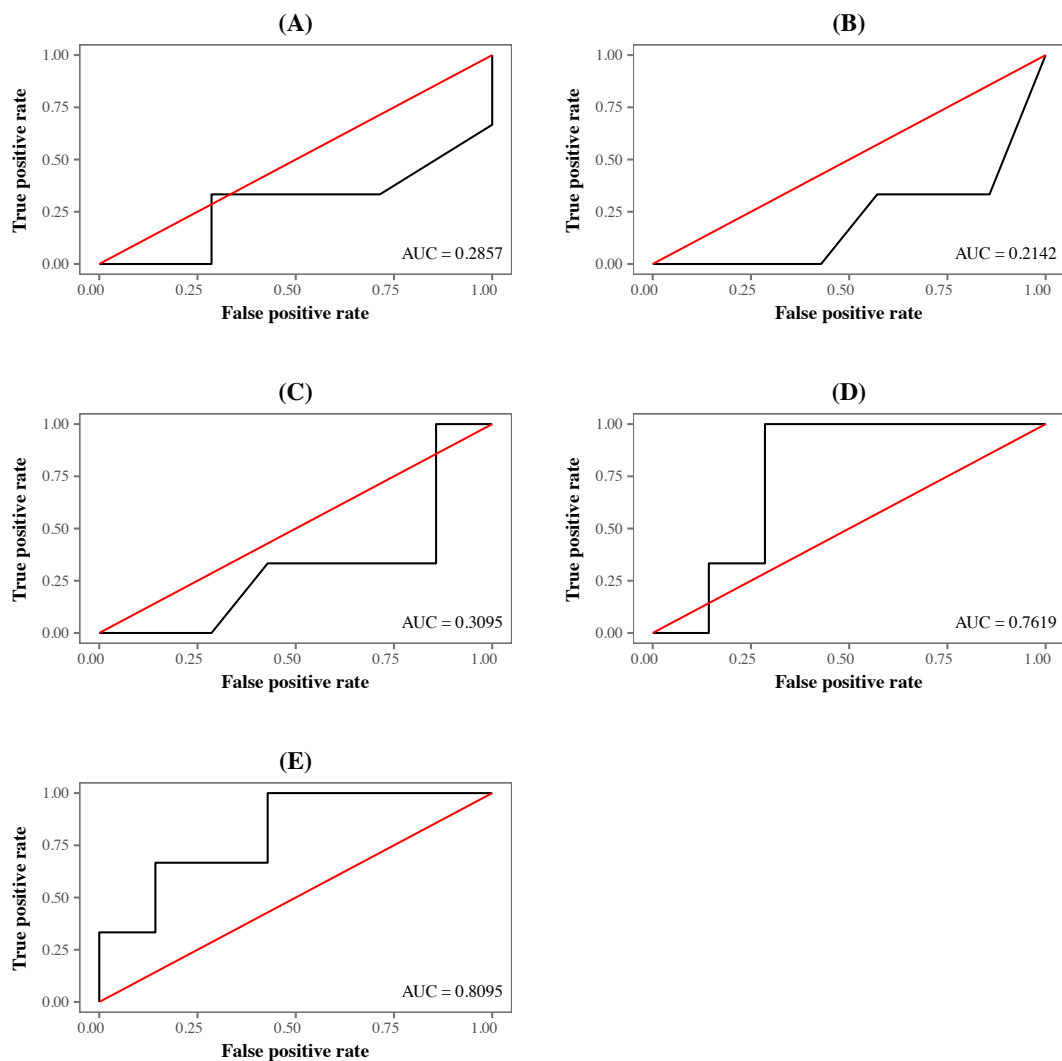 (A)
True positive rate
1.00
0.75
0.50
0.25
0.00
AUC = 0.2857
0.00 0.25 0.50 0.75 1.00
False positive rate
(B)
True positive rate
1.00
0.75
0.50
0.25
0.00
AUC = 0.2142
0.00 0.25 0.50 0.75 1.00
False positive rate
(C)
True positive rate
1.00
0.75
0.50
0.25
0.00
AUC = 0.3095
0.00 0.25 0.50 0.75 1.00
False positive rate
(D)
True positive rate
1.00
0.75
0.50
0.25
0.00
AUC = 0.7619
0.00 0.25 0.50 0.75 1.00
False positive rate
(E)
True positive rate
1.00
0.75
0.50
0.25
0.00
AUC = 0.8095
0.00 0.25 0.50 0.75 1.00
False positive rate